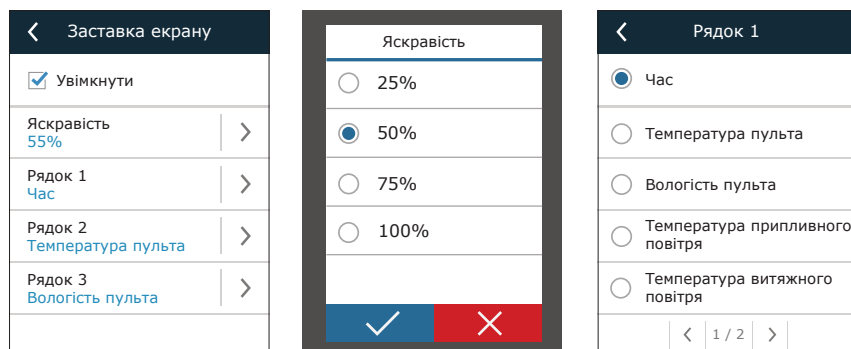 Заставка екрану
Увімкнути
Яскравість
55%
Рядок 1
Час
Рядок 2
Температура пульта
Рядок 3
Вологість пульта
Яскравість
25%
50%
75%
100%
Рядок 1
Час
Температура пульта
Вологість пульта
Температура припливного
повітря
Температура витяжного
повітря
1 / 2